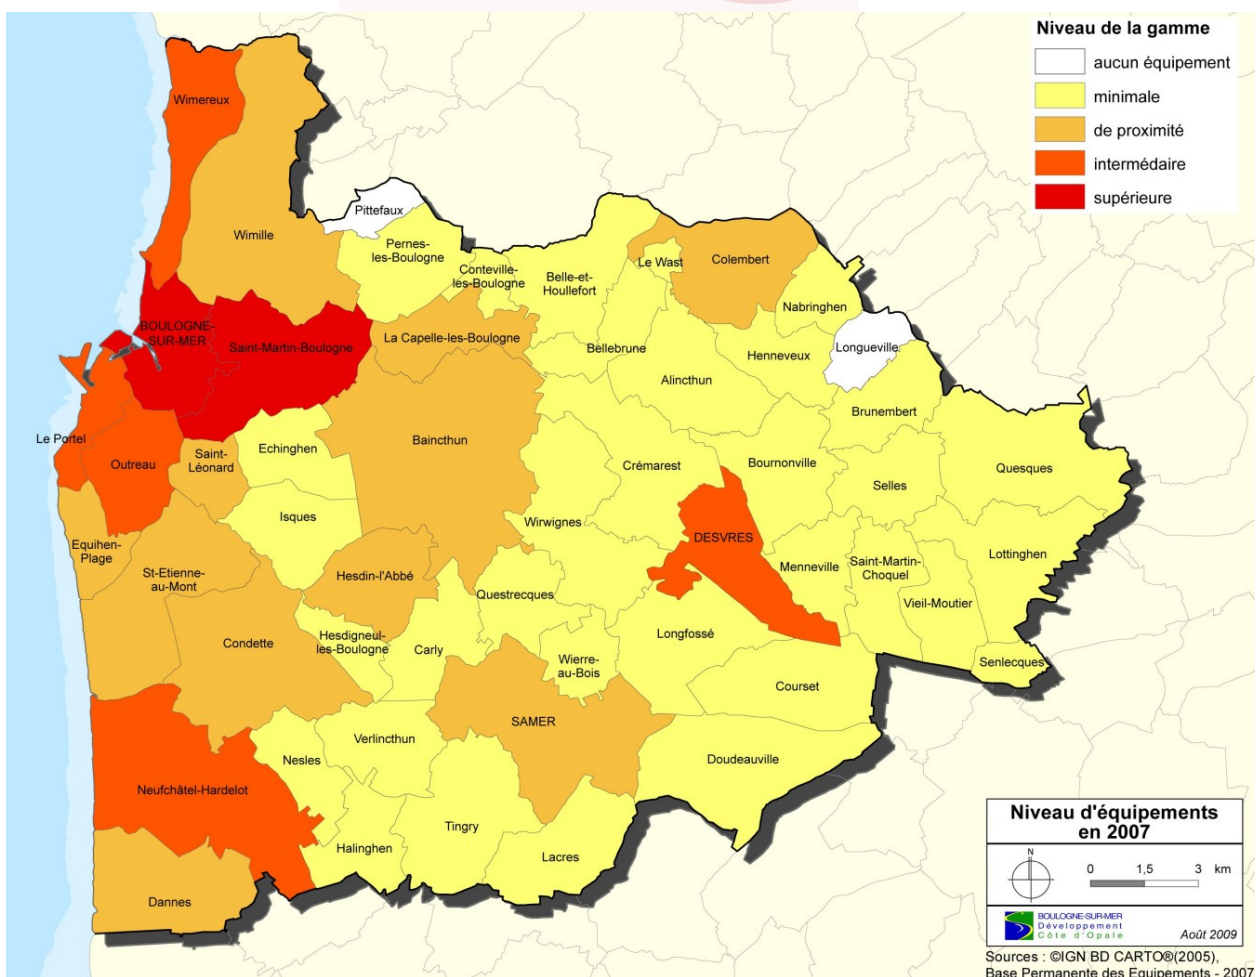 Niveau de la gamme
aucun équipement
minimale
de proximité
intermédaire
supérieure
Wimereux
Wimille
Pittefaux
Pernes-
les-Boulogne
Conteville-
les-Boulogne
Belle-et-
Houllefort
Le Wast
Colembert
Nabringhen
BOULOGNE-
SUR-MER
Saint-Martin-Boulogne
La Capelle-les-Boulogne
Bellebrune
Henneveux
Longueville
Alincthun
Brunembert
Le Portel
Outreau
Saint-
Léonard
Echinghen
Baincthun
Crémarest
Bournonville
Quesques
Selles
Isques
Wirwignes
DESVRES
Equihen-
Plage
St-Etienne-
au-Mont
Hesdin-l'Abbé
Questrecques
Menneville
Saint-Martin-
Choquel
Lottinghen
Vieil-Moutier
Condette
Hesdigneul-
les-Boulogne
Carly
Wierre-
au-Bois
Longfossé
Senlecques
Courset
SAMER
Verlincthun
Nesles
Doudeauville
Neufchâtel-Hardelot
Tingry
Halinghen
Lacres
Dannes
Niveau d'équipements
en 2007
N
0 1,5 3 km
BOULOGNE-SUR-MER
Développement
Côte d'Opale
Août 2009
Sources : ©IGN BD CARTO®(2005),
Base Permanente des Equipements - 2007